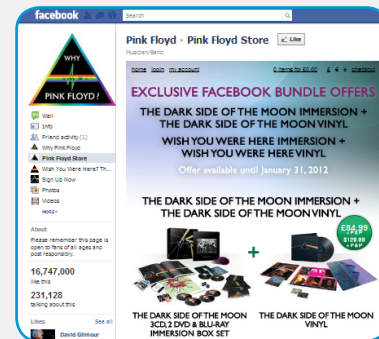 facebook
Search
Pink Floyd › Pink Floyd Store
Like
Musician/Band
WHY
PINK FLOYD?
home login my account
0 items for £0.00 £ € $ checkout
EXCLUSIVE FACEBOOK BUNDLE OFFERS
THE DARK SIDE OF THE MOON IMMERSION +
THE DARK SIDE OF THE MOON VINYL
WISH YOU WERE HERE IMMERSION +
WISH YOU WERE HERE VINYL
Offer available until January 31, 2012
Wall
Info
Friend activity (1)
Why Pink Floyd
Pink Floyd Store
Wish You Were Here? Th...
Sign Up Now
Photos
Videos
MORE
About
Please remember this page is
open to fans of all ages and
post responsibly.
16,747,000
like this
231,128
talking about this
Likes
See all
David Gilmour
THE DARK SIDE OF THE MOON IMMERSION +
THE DARK SIDE OF THE MOON VINYL
£84.99
+P&P
$129.99
+P&P
+
THE DARK SIDE OF THE MOON
3CD, 2 DVD & BLU-RAY
IMMERSION BOX SET
THE DARK SIDE OF THE MOON
VINYL